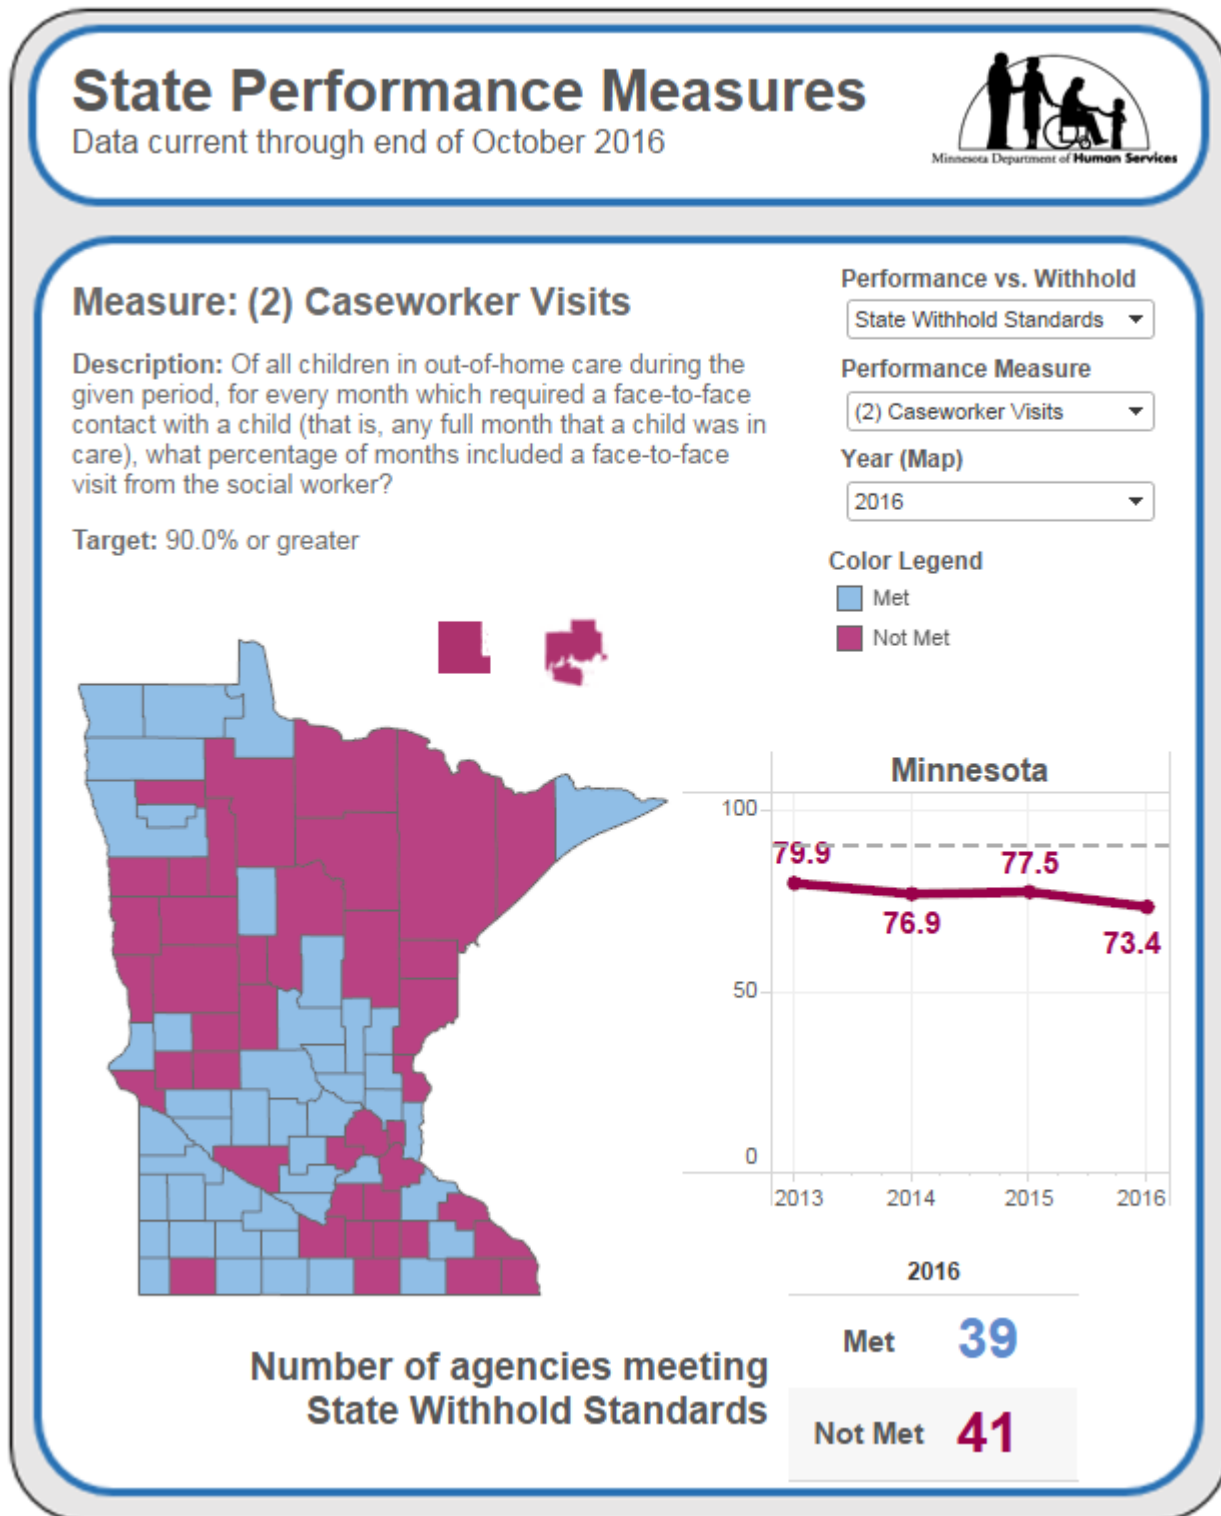 State Performance Measures
Data current through end of October 2016
Minnesota Department of Human Services
Measure: (2) Caseworker Visits
Description: Of all children in out-of-home care during the
given period, for every month which required a face-to-face
contact with a child (that is, any full month that a child was in
care), what percentage of months included a face-to-face
visit from the social worker?
Target: 90.0% or greater
Performance vs. Withhold
State Withhold Standards
Performance Measure
(2) Caseworker Visits
Year (Map)
2016
Color Legend
Met
Not Met
Minnesota
100
50
0
79.9
76.9
77.5
73.4
2013
2014
2015
2016
Number of agencies meeting
State Withhold Standards
2016
Met 39
Not Met 41